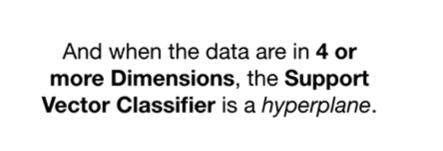 And when the data are in 4 or
more Dimensions, the Support
Vector Classifier is a hyperplane.